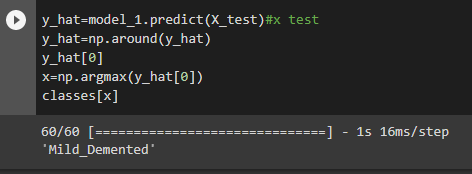 y_hat=model_1.predict(X_test)#x test
y_hat=np.around(y_hat)
y_hat[0]
x=np.argmax(y_hat[0])
classes[x]
60/60 [==============================] - 1s 16ms/step
'Mild_Demented'